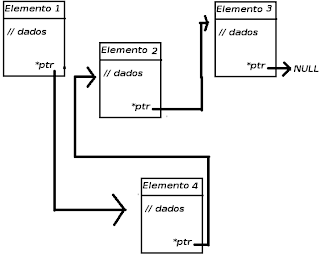 Elemento 1
// dados
*ptr
Elemento 2
// dados
*ptr
Elemento 3
// dados
*ptr
NULL
Elemento 4
// dados
*ptr